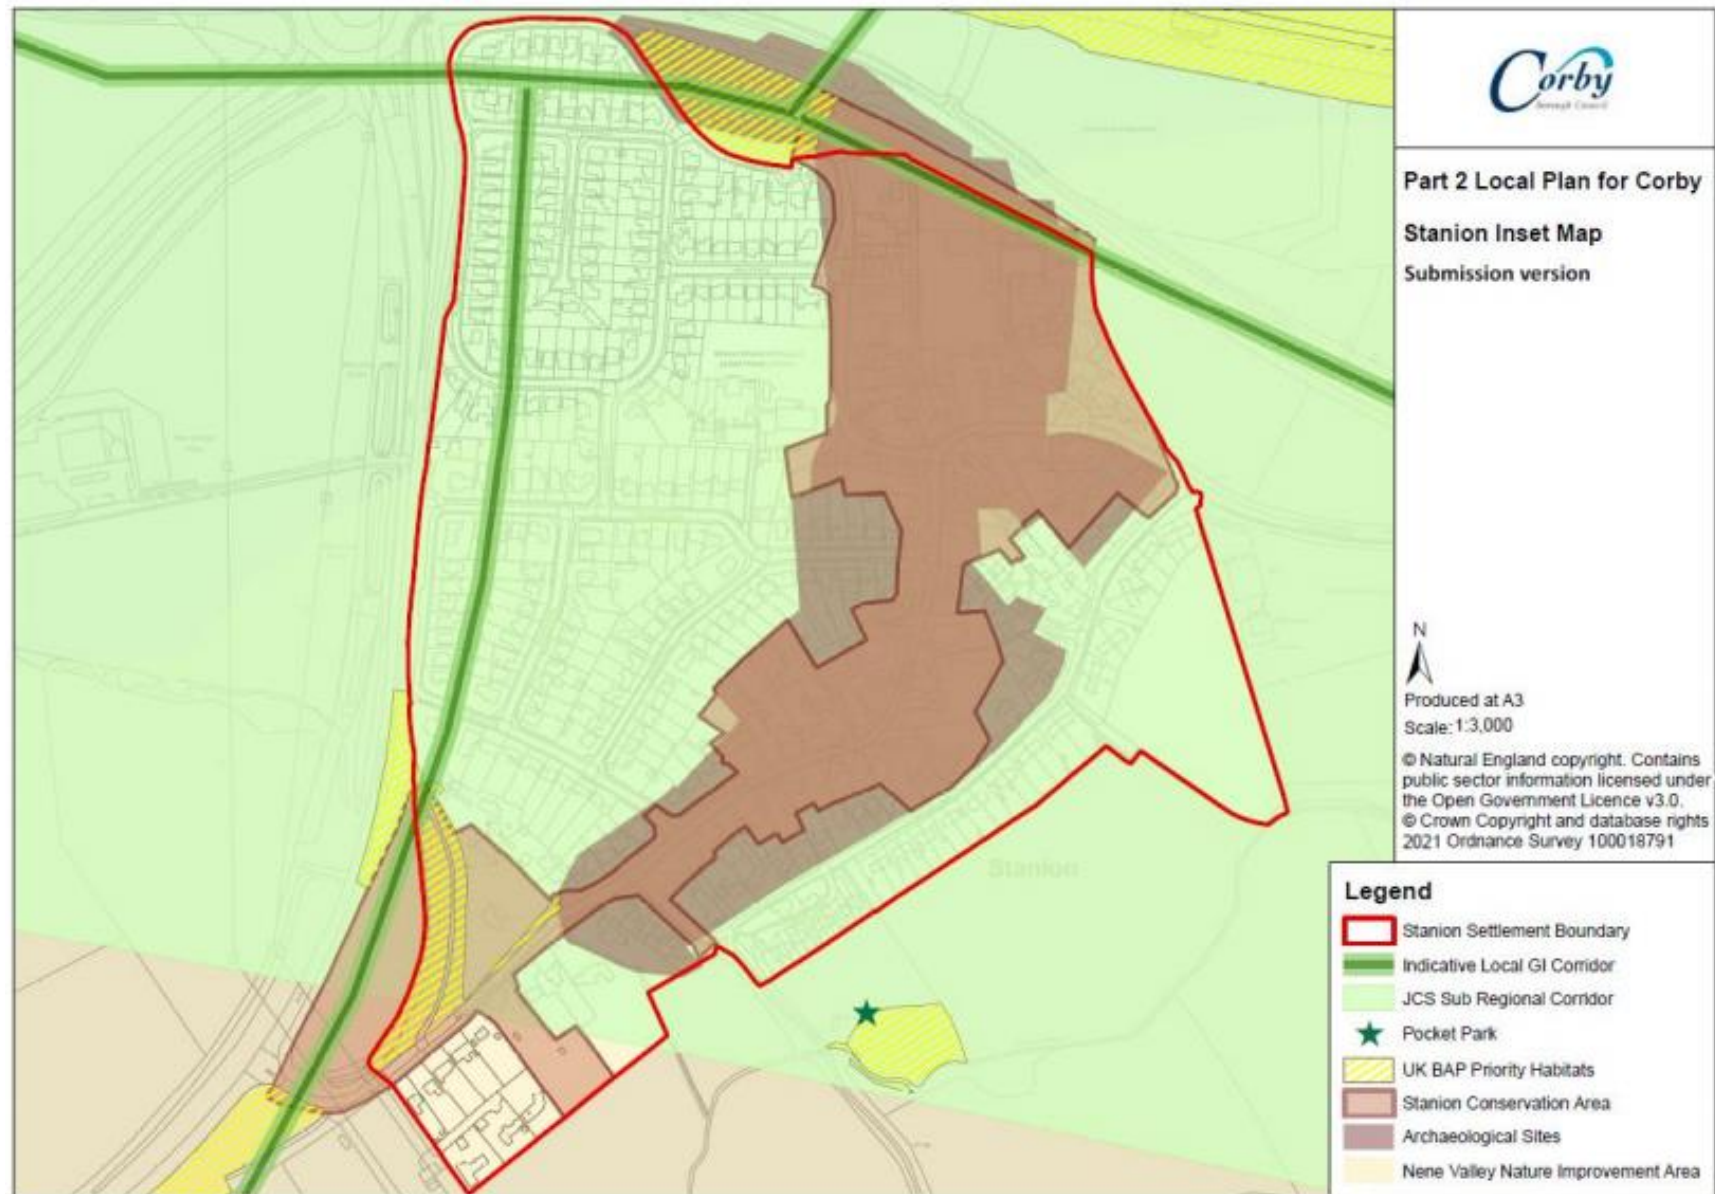 Corby
Borough Council
Part 2 Local Plan for Corby
Stanion Inset Map
Submission version
N
Produced at A3
Scale: 1:3,000
© Natural England copyright. Contains
public sector information licensed under
the Open Government Licence v3.0.
© Crown Copyright and database rights
2021 Ordnance Survey 100018791
Stanion
Legend
Stanion Settlement Boundary
Indicative Local GI Corridor
JCS Sub Regional Corridor
Pocket Park
UK BAP Priority Habitats
Stanion Conservation Area
Archaeological Sites
Nene Valley Nature Improvement Area